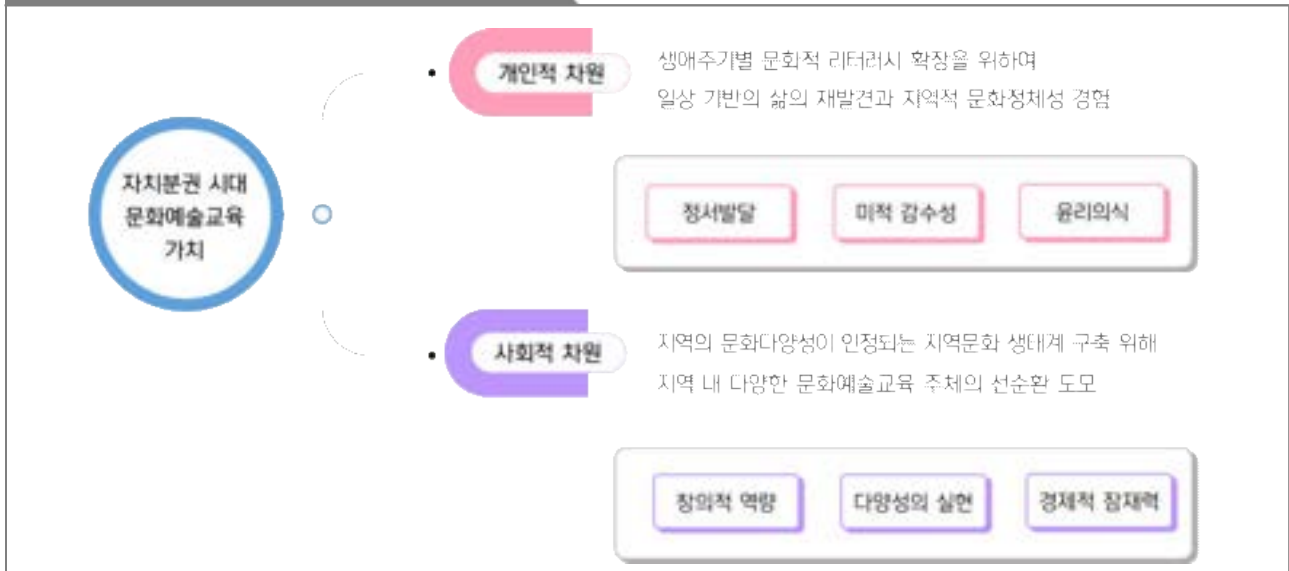 자치분권 시대
문화예술교육
가치
개인적 차원
생애주기별 문화적 리터러시 확장을 위하여
일상 기반의 삶의 재발견과 지역적 문화정체성 경험
정서발달
미적 감수성
윤리의식
사회적 차원
지역의 문화다양성이 인정되는 지역문화 생태계 구축 위해
지역 내 다양한 문화예술교육 주체의 선순환 도모
창의적 역량
다양성의 실현
경제적 잠재력